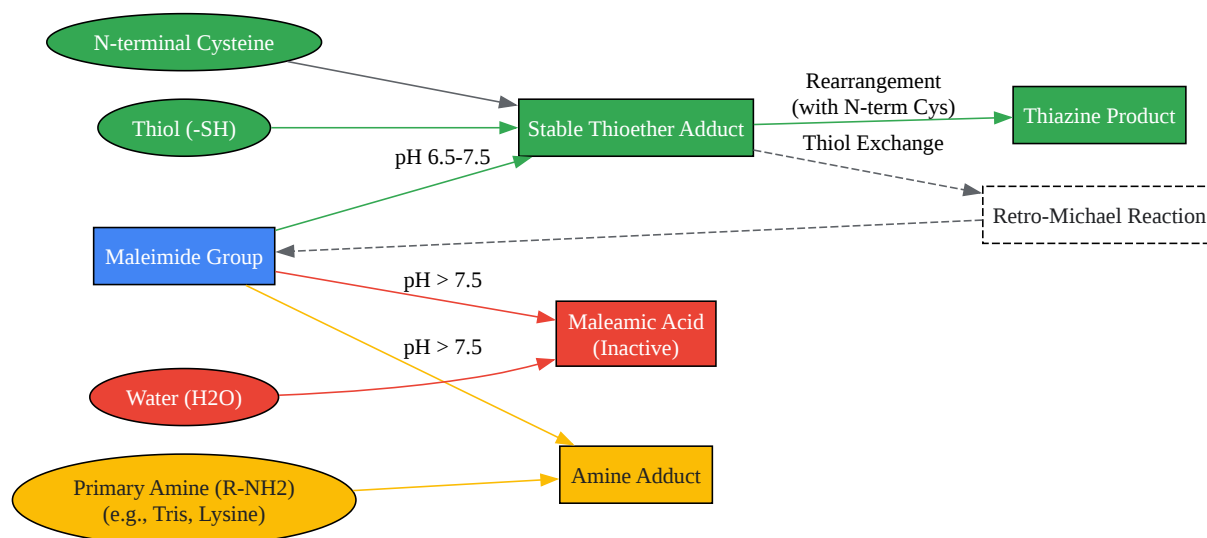 N-terminal Cysteine
Thiol (-SH)
Stable Thioether Adduct
Rearrangement
(with N-term Cys)
Thiazine Product
Thiol Exchange
pH 6.5-7.5
Retro-Michael Reaction
Maleimide Group
pH > 7.5
Maleamic Acid
(Inactive)
pH > 7.5
Water (H2O)
Amine Adduct
Primary Amine (R-NH2)
(e.g., Tris, Lysine)